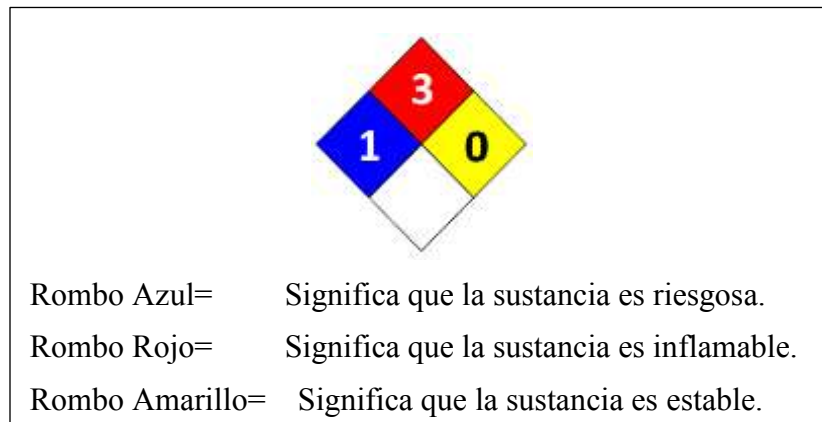 3
1 0
Rombo Azul= Significa que la sustancia es riesgosa.
Rombo Rojo= Significa que la sustancia es inflamable.
Rombo Amarillo= Significa que la sustancia es estable.